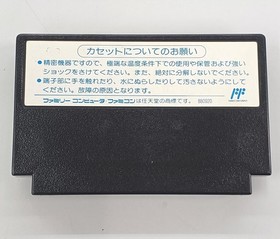 カセットについてのお願い
●精密機器ですので、極端な温度条件下での使用や保管および強い
ショックをさけてください。また、絶対に分解しないでください。
●端子部に手を触れたり、水にぬらしたりして汚さないようにして
ください。故障の原因となります。
ファミリーコンピュータ ファミコンは任天堂の商標です。